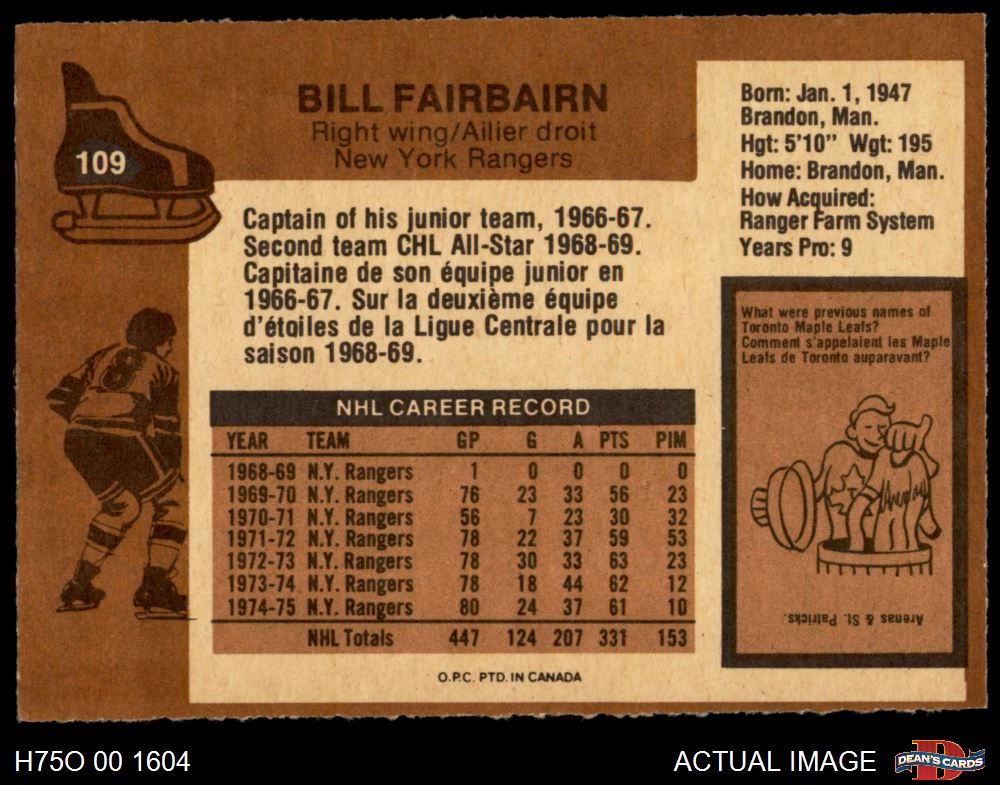 109
BILL FAIRBAIRN
Right wing/Ailier droit
New York Rangers
Born: Jan. 1, 1947
Brandon, Man.
Hgt: 5'10" Wgt: 195
Home: Brandon, Man.
How Acquired:
Ranger Farm System
Years Pro: 9
Captain of his junior team, 1966-67.
Second team CHL All-Star 1968-69.
Capitaine de son équipe junior en
1966-67. Sur la deuxième équipe
d'étoiles de la Ligue Centrale pour la
saison 1968-69.
8
What were previous names of
Toronto Maple Leafs?
Comment s'appelaient les Maple
Leafs de Toronto auparavant?
Arenas & St. Patricks.
NHL CAREER RECORD
YEAR TEAM GP G A PTS PIM
1968-69 N.Y. Rangers 1 0 0 0 0
1969-70 N.Y. Rangers 76 23 33 56 23
1970-71 N.Y. Rangers 56 7 23 30 32
1971-72 N.Y. Rangers 78 22 37 59 53
1972-73 N.Y. Rangers 78 30 33 63 23
1973-74 N.Y. Rangers 78 18 44 62 12
1974-75 N.Y. Rangers 80 24 37 61 10
NHL Totals 447 124 207 331 153
O.P.C. PTD. IN CANADA
H75O 00 1604
ACTUAL IMAGE
D
DEAN'S CARDS